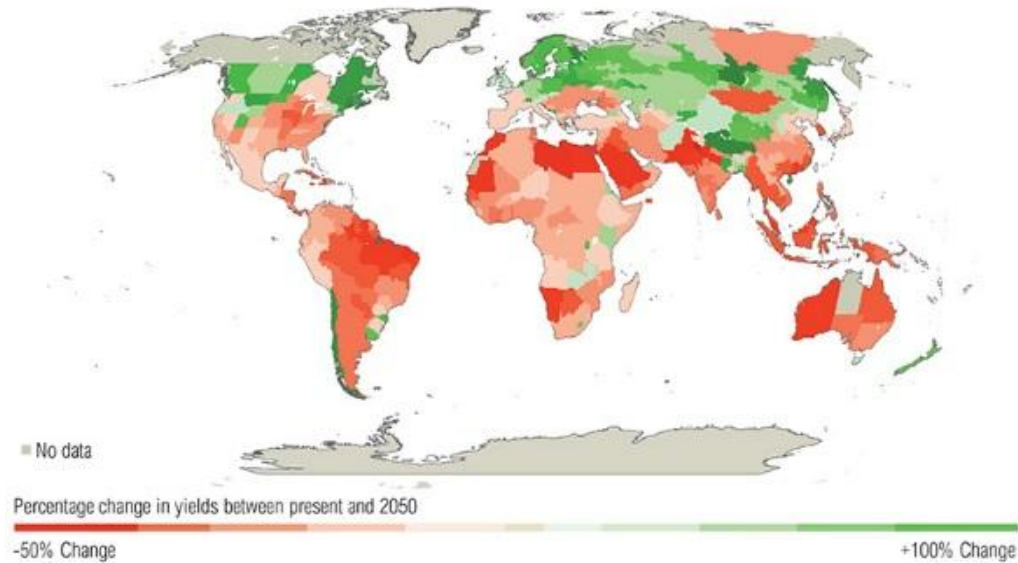 No data
Percentage change in yields between present and 2050
-50% Change
+100% Change